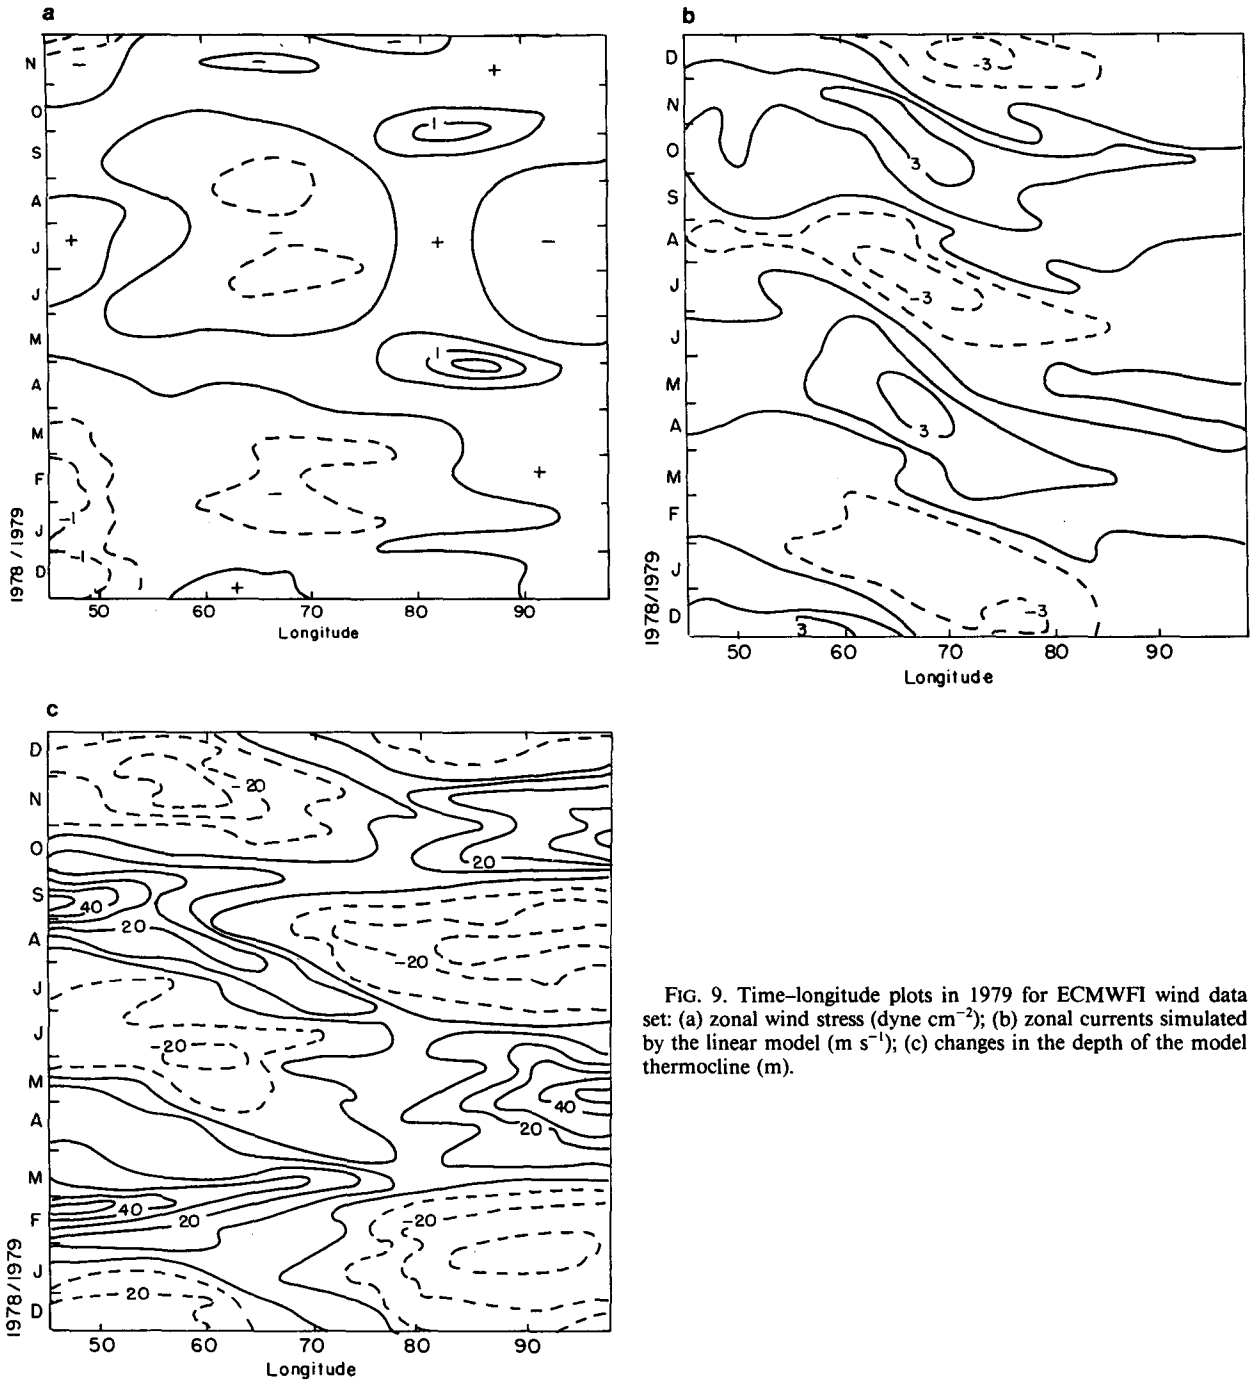 a
N
O
S
A
J
J
M
A
M
F
J
D
1978/1979
50 60 70 80 90
Longitude
− − − +
1
+ − + −
1
− +
−1
−1
+
b
D
N
O
S
A
J
J
M
A
M
F
J
D
1978/1979
50 60 70 80 90
Longitude
-3
3
-3
3
-3
3
c
D
N
O
S
A
J
J
M
A
M
F
J
D
1978/1979
50 60 70 80 90
Longitude
-20
20
40
20
-20
-20
40
20
40
20
-20
20
FIG. 9. Time–longitude plots in 1979 for ECMWFI wind data
set: (a) zonal wind stress (dyne cm⁻²); (b) zonal currents simulated
by the linear model (m s⁻¹); (c) changes in the depth of the model
thermocline (m).